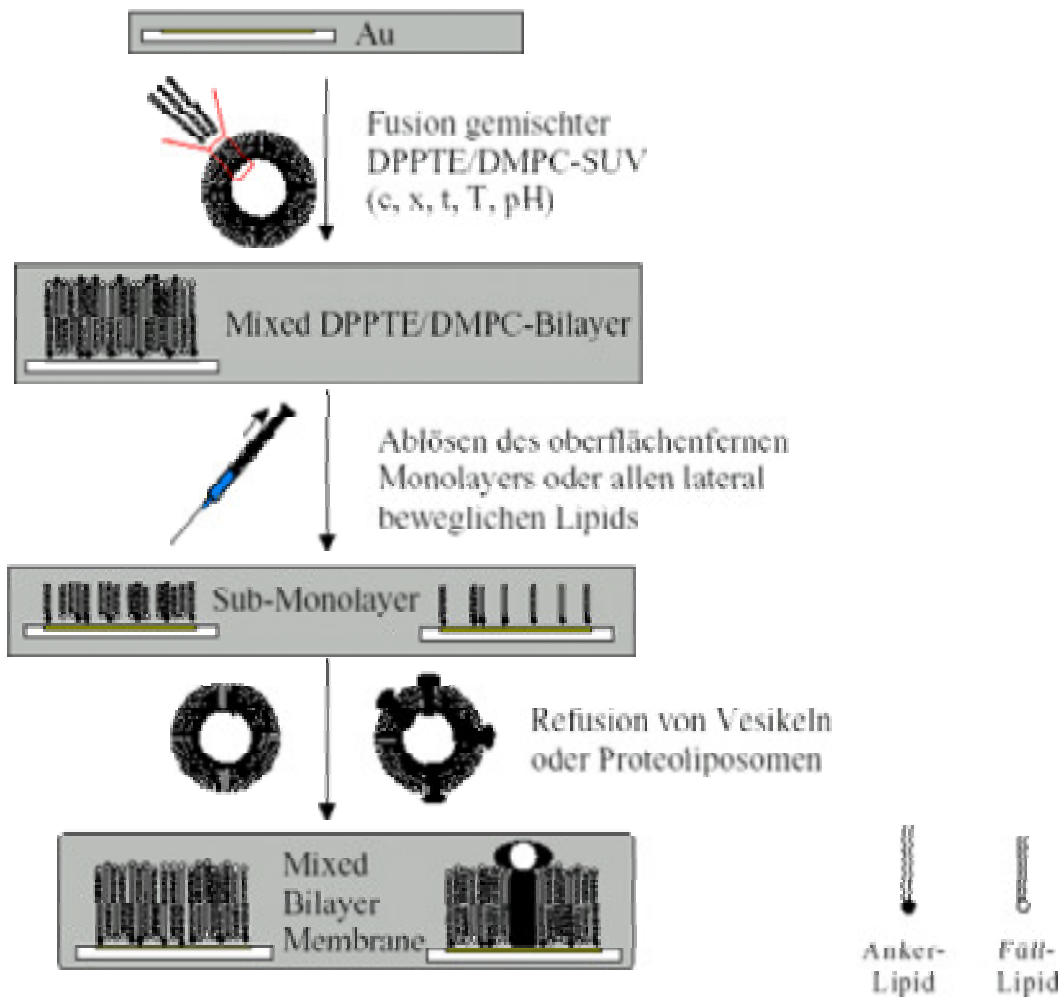 Au
Fusion gemischter
DPPTE/DMPC-SUV
(c, x, t, T, pH)
Mixed DPPTE/DMPC-Bilayer
Ablösen des oberflächenfernen
Monolayers oder allen lateral
beweglichen Lipids
Sub-Monolayer
Refusion von Vesikeln
oder Proteoliposomen
Mixed
Bilayer
Membrane
Anker-
Lipid
Füll-
Lipid